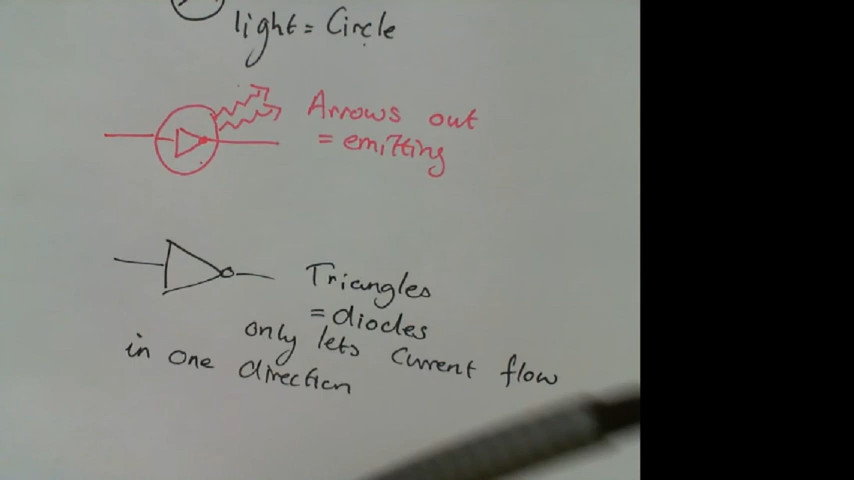 light = Circle
Arrows out
= emitting
Triangles
= diodes
only lets current flow
in one direction